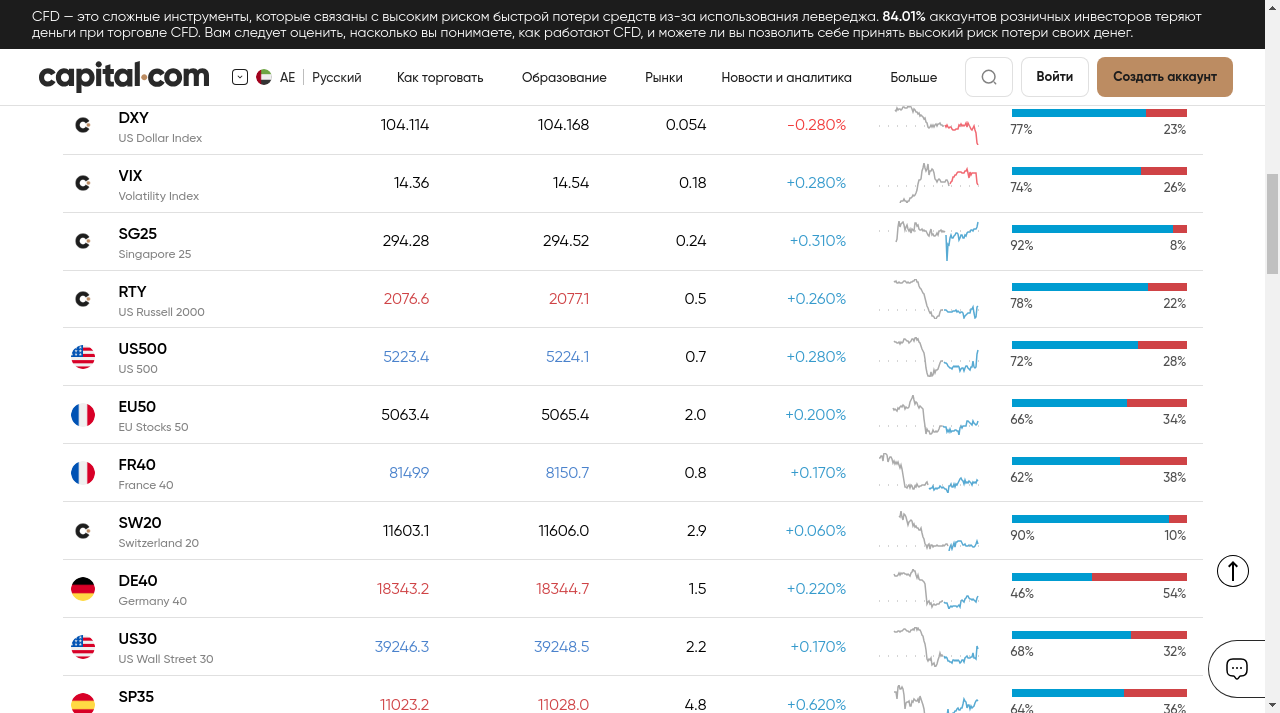 CFD — это сложные инструменты, которые связаны с высоким риском быстрой потери средств из-за использования левереджа. 84.01% аккаунтов розничных инвесторов теряют
деньги при торговле CFD. Вам следует оценить, насколько вы понимаете, как работают CFD, и можете ли вы позволить себе принять высокий риск потери своих денег.
capital.com AE Русский Как торговать Образование Рынки Новости и аналитика Больше Войти Создать аккаунт
DXY 104.114 104.168 0.054 -0.280%
US Dollar Index 77% 23%
VIX 14.36 14.54 0.18 +0.280%
Volatility Index 74% 26%
SG25 294.28 294.52 0.24 +0.310%
Singapore 25 92% 8%
RTY 2076.6 2077.1 0.5 +0.260%
US Russell 2000 78% 22%
US500 5223.4 5224.1 0.7 +0.280%
US 500 72% 28%
EU50 5063.4 5065.4 2.0 +0.200%
EU Stocks 50 66% 34%
FR40 8149.9 8150.7 0.8 +0.170%
France 40 62% 38%
SW20 11603.1 11606.0 2.9 +0.060%
Switzerland 20 90% 10%
DE40 18343.2 18344.7 1.5 +0.220%
Germany 40 46% 54%
US30 39246.3 39248.5 2.2 +0.170%
US Wall Street 30 68% 32%
SP35 11023.2 11028.0 4.8 +0.620%
64% 36%